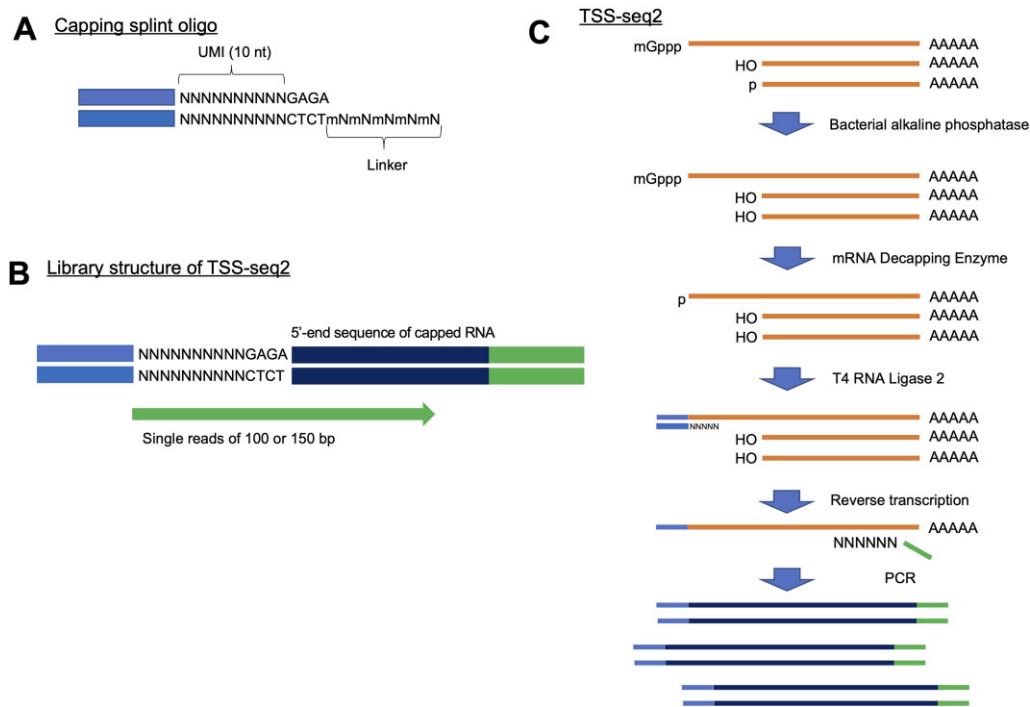 A Capping splint oligo
UMI (10 nt)
NNNNNNNNNNGAGA
NNNNNNNNNNCTCTmNmNmNmNmN
Linker
B Library structure of TSS-seq2
5’-end sequence of capped RNA
NNNNNNNNNNGAGA
NNNNNNNNNNCTCT
Single reads of 100 or 150 bp
C TSS-seq2
mGppp AAAAA
HO AAAAA
p AAAAA
Bacterial alkaline phosphatase
mGppp AAAAA
HO AAAAA
HO AAAAA
mRNA Decapping Enzyme
p AAAAA
HO AAAAA
HO AAAAA
T4 RNA Ligase 2
AAAAA
NNNNN
HO AAAAA
HO AAAAA
Reverse transcription
AAAAA
NNNNNN
PCR